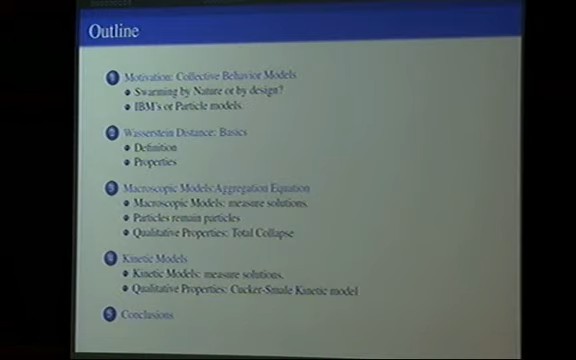 Outline
1 Motivation: Collective Behavior Models
Swarming by Nature or by design?
IBM's or Particle models.
2 Wasserstein Distance: Basics
Definition
Properties
3 Macroscopic Models:Aggregation Equation
Macroscopic Models: measure solutions.
Particles remain particles
Qualitative Properties: Total Collapse
4 Kinetic Models
Kinetic Models: measure solutions.
Qualitative Properties: Cucker-Smale Kinetic model
5 Conclusions